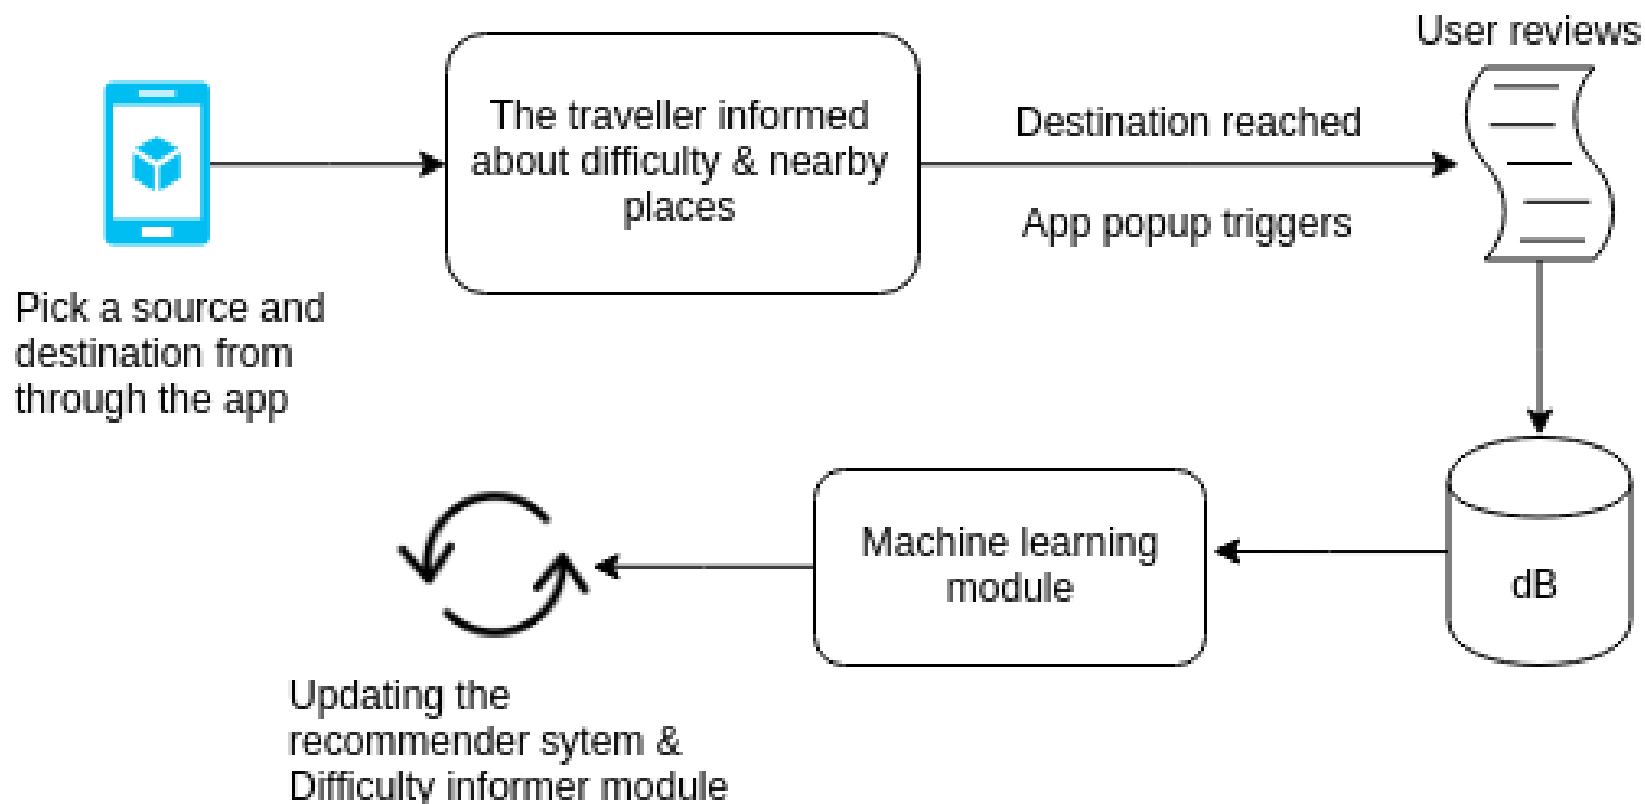 User reviews
The traveller informed
about difficulty & nearby
places
Destination reached
App popup triggers
Pick a source and
destination from
through the app
Machine learning
module
dB
Updating the
recommender sytem &
Difficulty informer module